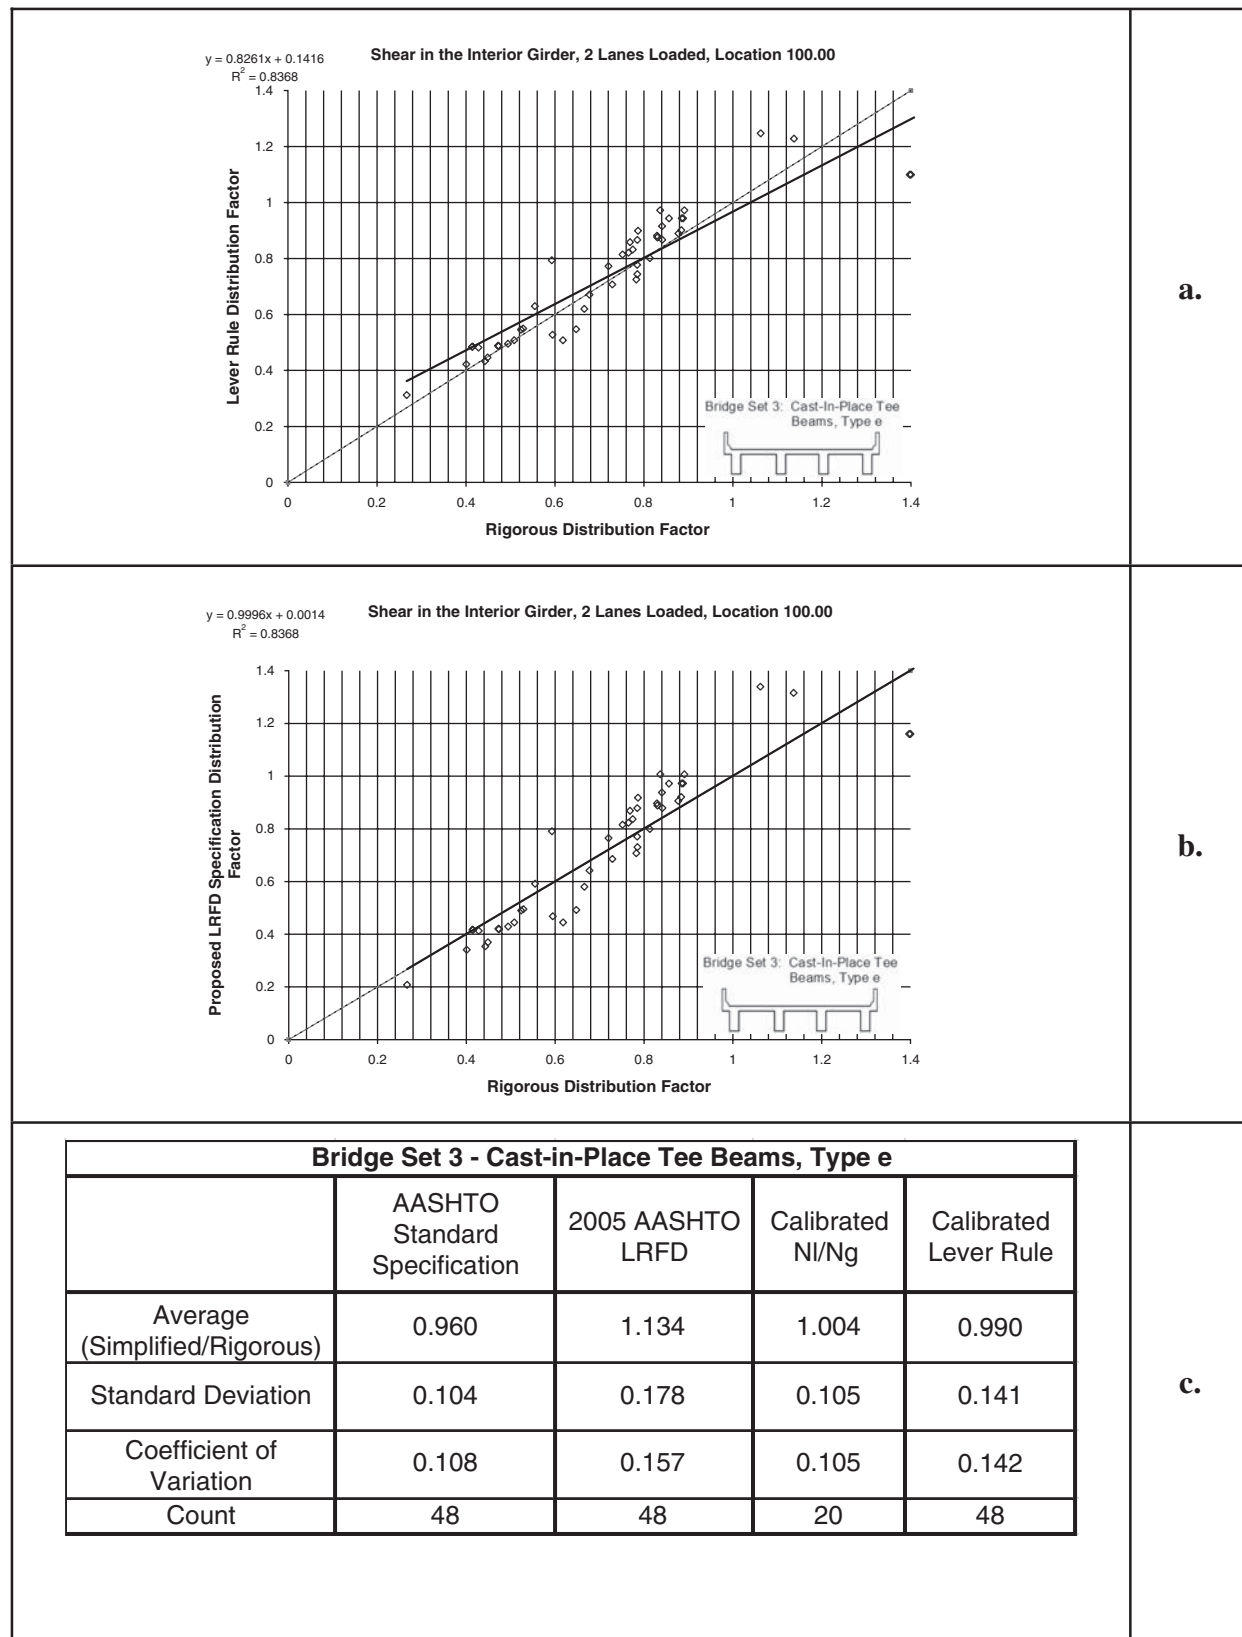 y = 0.8261x + 0.1416
R2 = 0.8368
Shear in the Interior Girder, 2 Lanes Loaded, Location 100.00
1.4
1.2
1
0.8
0.6
0.4
0.2
0
Lever Rule Distribution Factor
0 0.2 0.4 0.6 0.8 1 1.2 1.4
Rigorous Distribution Factor
Bridge Set 3: Cast-In-Place Tee
Beams, Type e
a.
y = 0.9996x + 0.0014
R2 = 0.8368
Shear in the Interior Girder, 2 Lanes Loaded, Location 100.00
1.4
1.2
1
0.8
0.6
0.4
0.2
0
Proposed LRFD Specification Distribution
Factor
0 0.2 0.4 0.6 0.8 1 1.2 1.4
Rigorous Distribution Factor
Bridge Set 3: Cast-In-Place Tee
Beams, Type e
b.
Bridge Set 3 - Cast-in-Place Tee Beams, Type e
AASHTO
Standard
Specification
2005 AASHTO
LRFD
Calibrated
Nl/Ng
Calibrated
Lever Rule
Average
(Simplified/Rigorous)
0.960 1.134 1.004 0.990
Standard Deviation 0.104 0.178 0.105 0.141
Coefficient of
Variation
0.108 0.157 0.105 0.142
Count 48 48 20 48
c.